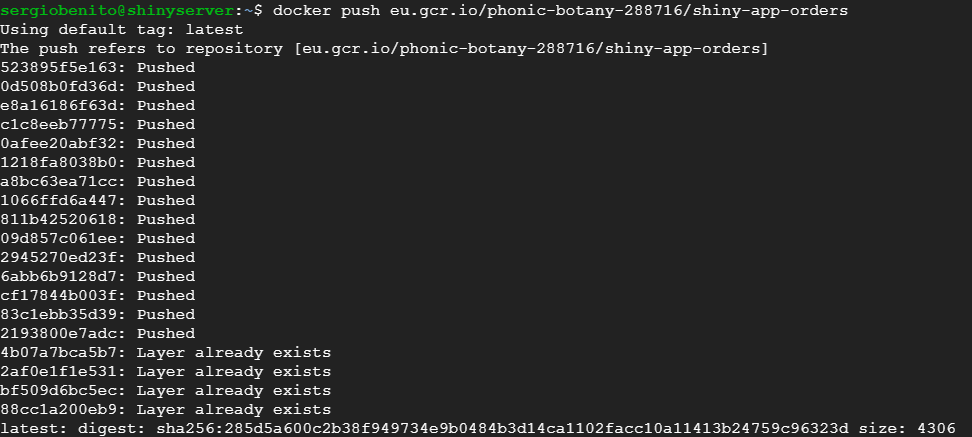 sergiobenito@shinyserver:~$ docker push eu.gcr.io/phonic-botany-288716/shiny-app-orders
Using default tag: latest
The push refers to repository [eu.gcr.io/phonic-botany-288716/shiny-app-orders]
523895f5e163: Pushed
0d508b0fd36d: Pushed
e8a16186f63d: Pushed
c1c8eeb77775: Pushed
0afee20abf32: Pushed
1218fa8038b0: Pushed
a8bc63ea71cc: Pushed
1066ffd6a447: Pushed
811b42520618: Pushed
09d857c061ee: Pushed
2945270ed23f: Pushed
6abb6b9128d7: Pushed
cf17844b003f: Pushed
83c1ebb35d39: Pushed
2193800e7adc: Pushed
4b07a7bca5b7: Layer already exists
2af0e1f1e531: Layer already exists
bf509d6bc5ec: Layer already exists
88cc1a200eb9: Layer already exists
latest: digest: sha256:285d5a600c2b38f949734e9b0484b3d14ca1102facc10a11413b24759c96323d size: 4306